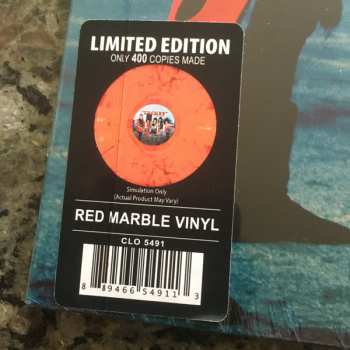 LIMITED EDITION
ONLY 400 COPIES MADE
Simulation Only
(Actual Product May Vary)
RED MARBLE VINYL
CLO 5491
8 89466 54911 3